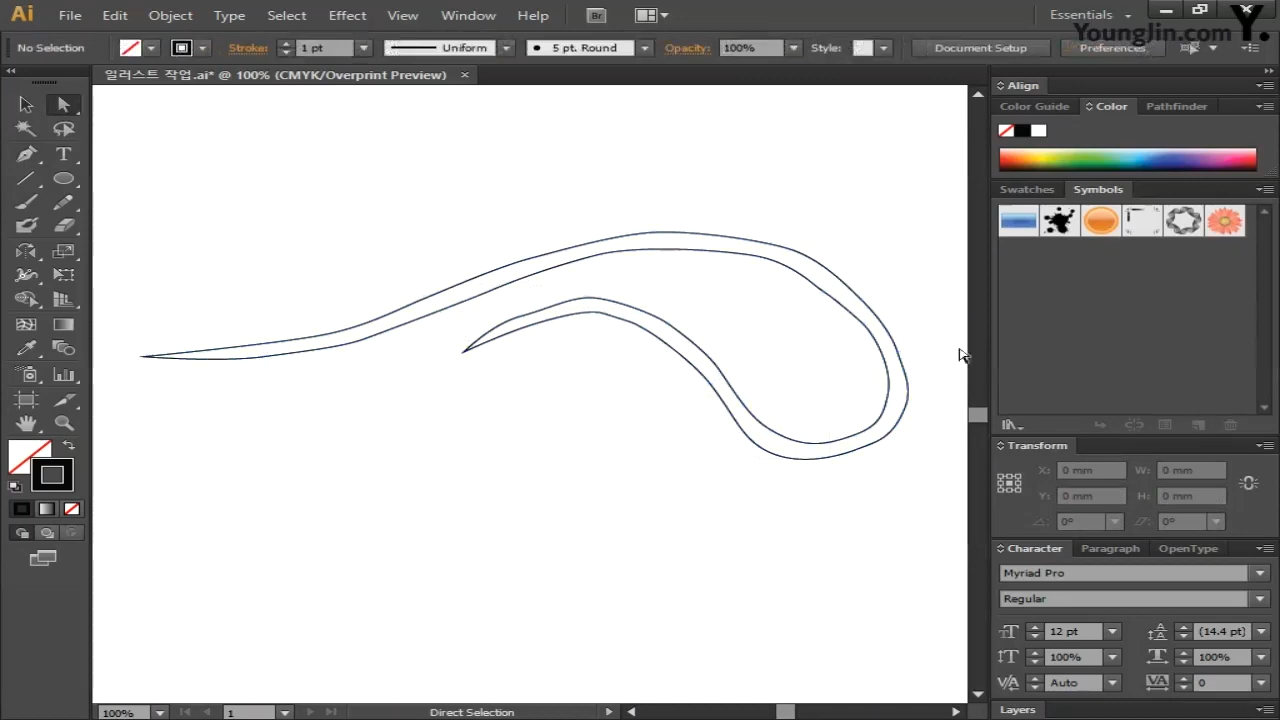 Ai File Edit Object Type Select Effect View Window Help Br Essentials
YoungJin.com Y.
No Selection Stroke: 1 pt Uniform 5 pt. Round Opacity: 100% Style: Document Setup Preferences
일러스트 작업.ai* @ 100% (CMYK/Overprint Preview) ×
Align
Color Guide Color Pathfinder
Swatches Symbols
Transform
X: 0 mm W: 0 mm
Y: 0 mm H: 0 mm
0° 0°
Character Paragraph OpenType
Myriad Pro
Regular
12 pt (14.4 pt)
100% 100%
Auto 0
Layers
100% 1 Direct Selection